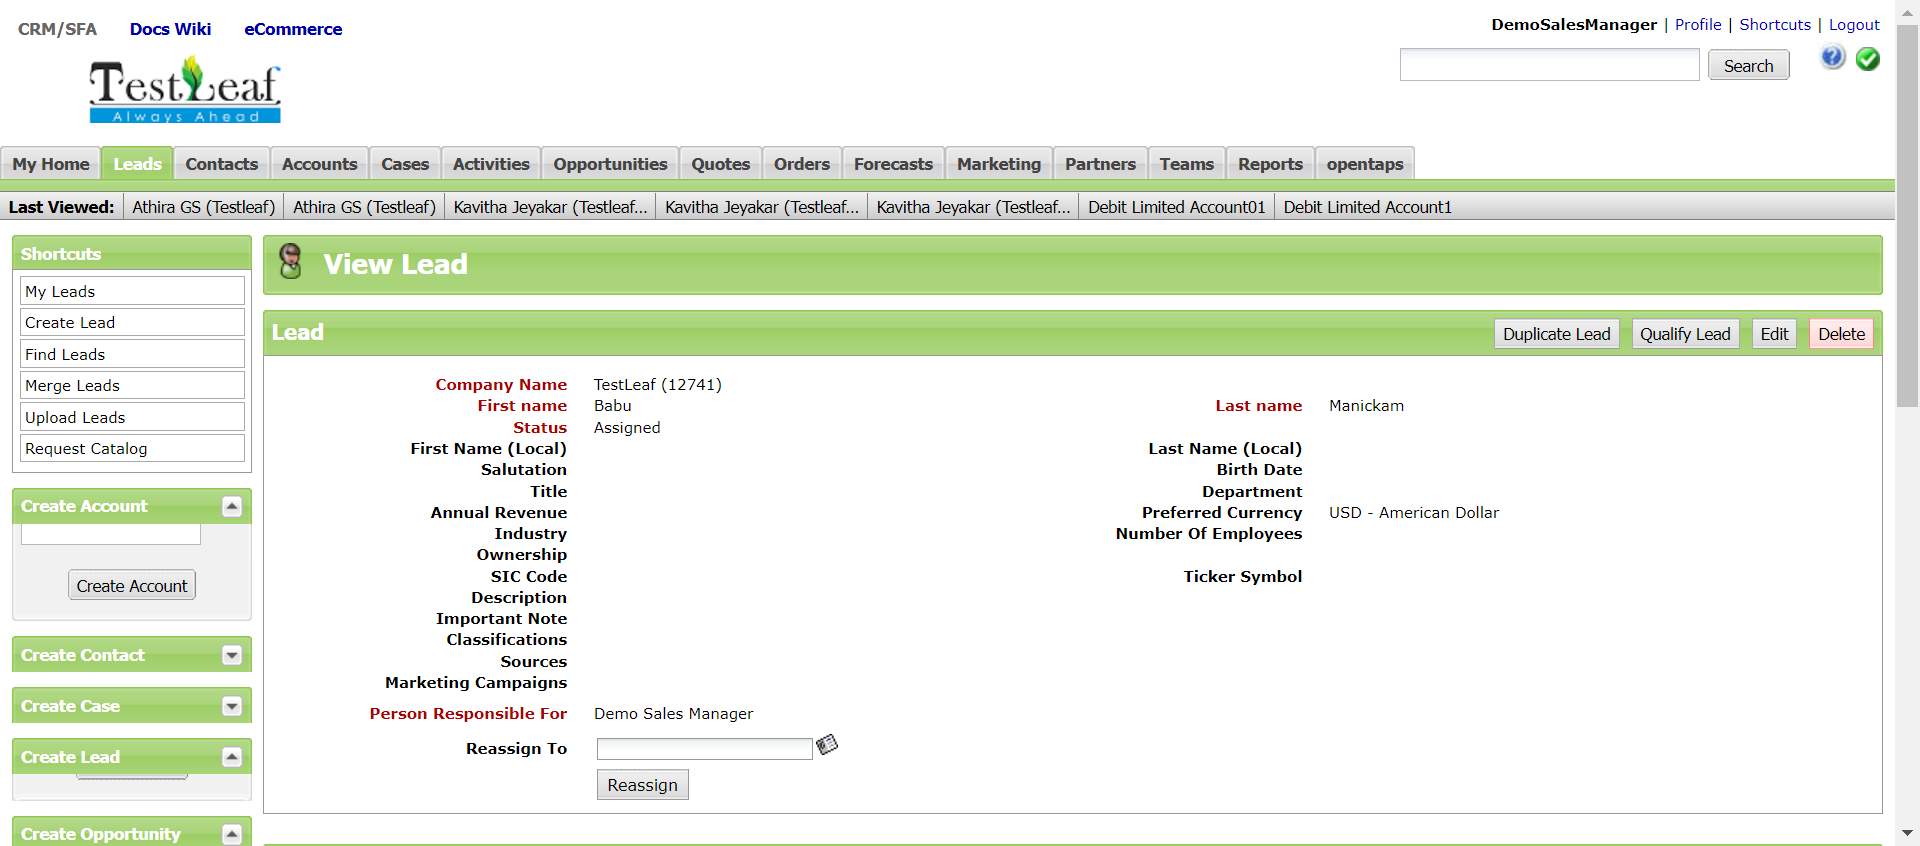 CRM/SFA Docs Wiki eCommerce
DemoSalesManager | Profile | Shortcuts | Logout
Search
TestLeaf
Always Ahead
My Home Leads Contacts Accounts Cases Activities Opportunities Quotes Orders Forecasts Marketing Partners Teams Reports opentaps
Last Viewed: Athira GS (Testleaf) Athira GS (Testleaf) Kavitha Jeyakar (Testleaf... Kavitha Jeyakar (Testleaf... Kavitha Jeyakar (Testleaf... Debit Limited Account01 Debit Limited Account1
Shortcuts
My Leads
Create Lead
Find Leads
Merge Leads
Upload Leads
Request Catalog
Create Account
Create Account
Create Contact
Create Case
Create Lead
Create Opportunity
View Lead
Lead
Duplicate Lead Qualify Lead Edit Delete
Company Name TestLeaf (12741)
First name Babu Last name Manickam
Status Assigned
First Name (Local) Last Name (Local)
Salutation Birth Date
Title Department
Annual Revenue Preferred Currency USD - American Dollar
Industry Number Of Employees
Ownership
SIC Code Ticker Symbol
Description
Important Note
Classifications
Sources
Marketing Campaigns
Person Responsible For Demo Sales Manager
Reassign To
Reassign